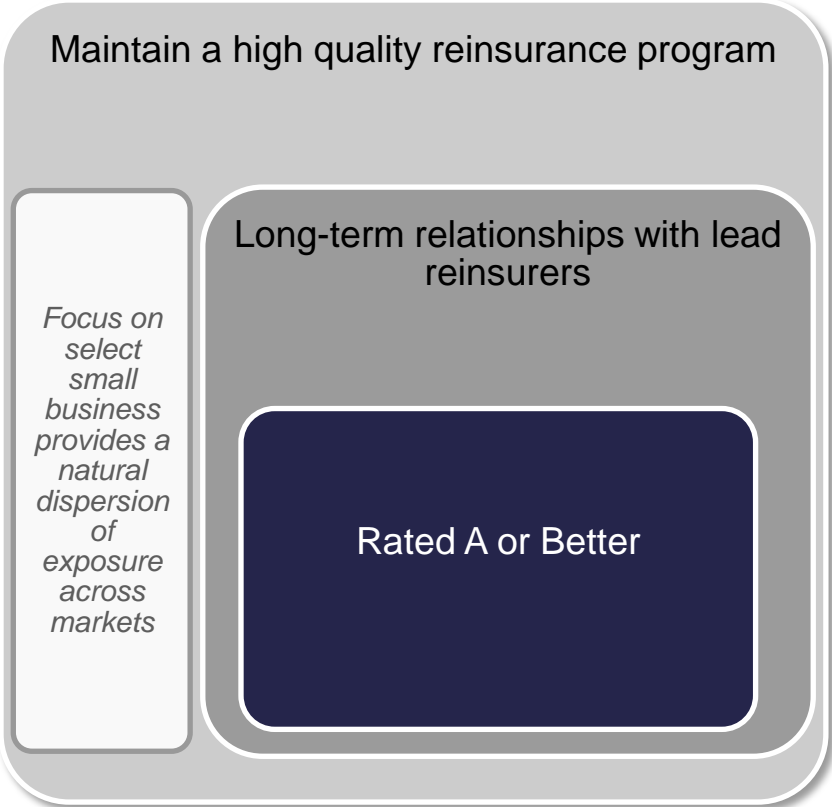 Maintain a high quality reinsurance program
Long-term relationships with lead
reinsurers
Focus on
select
small
business
provides a
natural
dispersion
of
exposure
across
markets
Rated A or Better